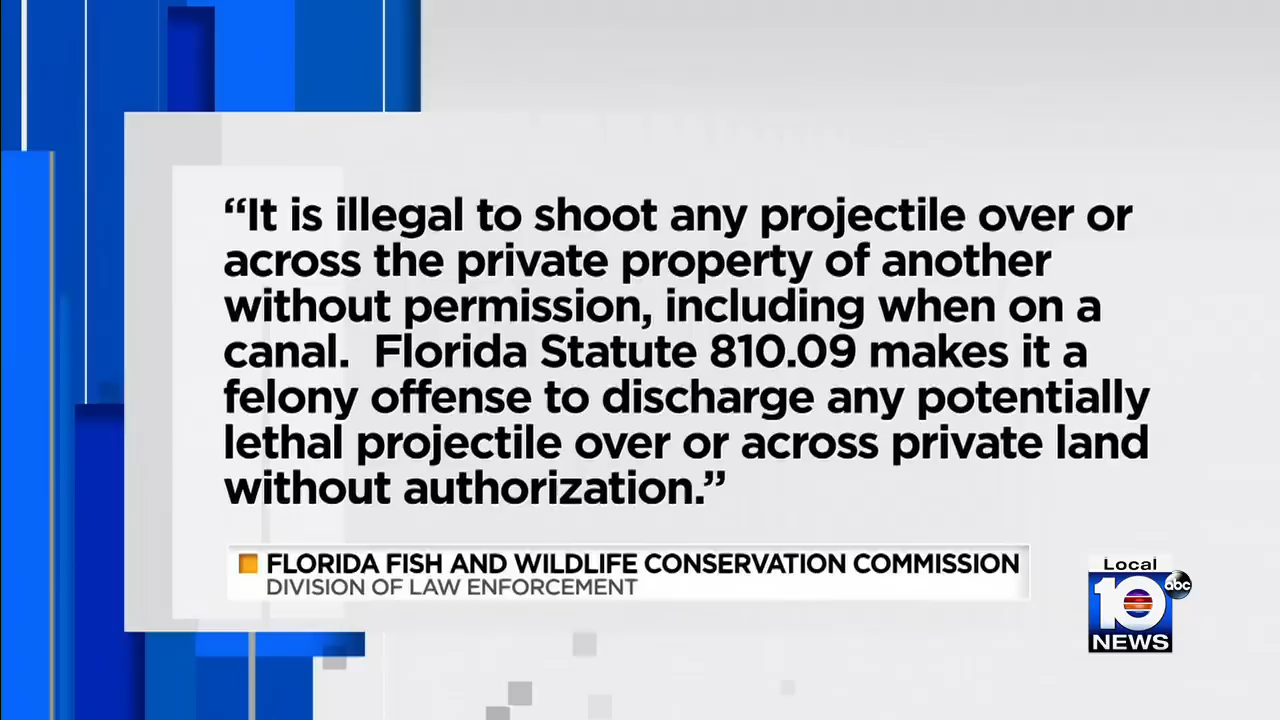 “It is illegal to shoot any projectile over or
across the private property of another
without permission, including when on a
canal.  Florida Statute 810.09 makes it a
felony offense to discharge any potentially
lethal projectile over or across private land
without authorization.”
FLORIDA FISH AND WILDLIFE CONSERVATION COMMISSION
DIVISION OF LAW ENFORCEMENT
Local
10 abc
NEWS